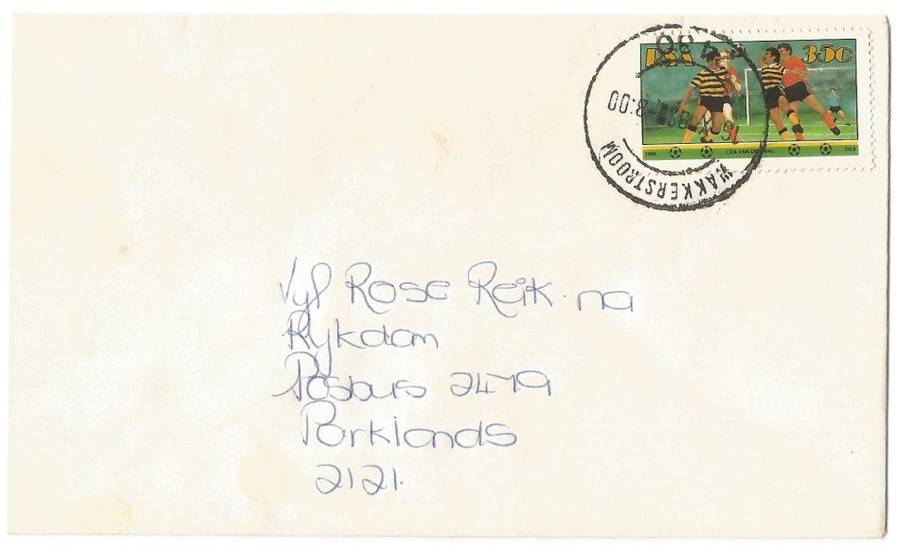 RSA 35c
WAKKERSTROOM
Vyf Rose Reik na
Rykdom
Posbus 2479
Parklands
2121.